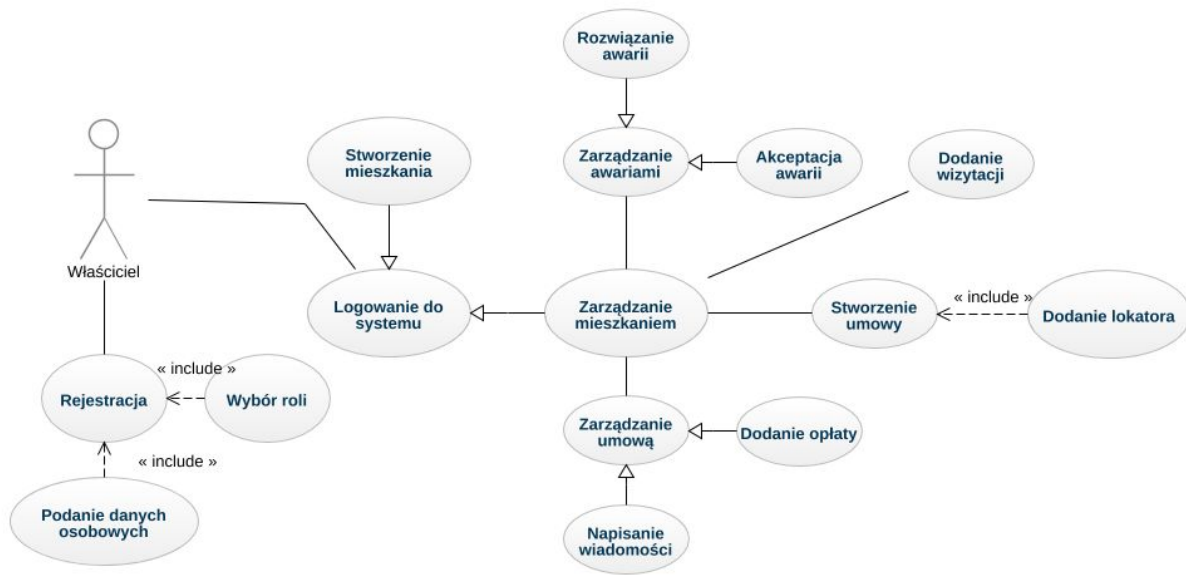 Rozwiązanie
awarii
Stworzenie
mieszkania
Zarządzanie
awariami
Akceptacja
awarii
Dodanie
wizytacji
Właściciel
Logowanie do
systemu
Zarządzanie
mieszkaniem
Stworzenie
umowy
« include »
Dodanie lokatora
Rejestracja
« include »
Wybór roli
Zarządzanie
umową
Dodanie opłaty
« include »
Podanie danych
osobowych
Napisanie
wiadomości